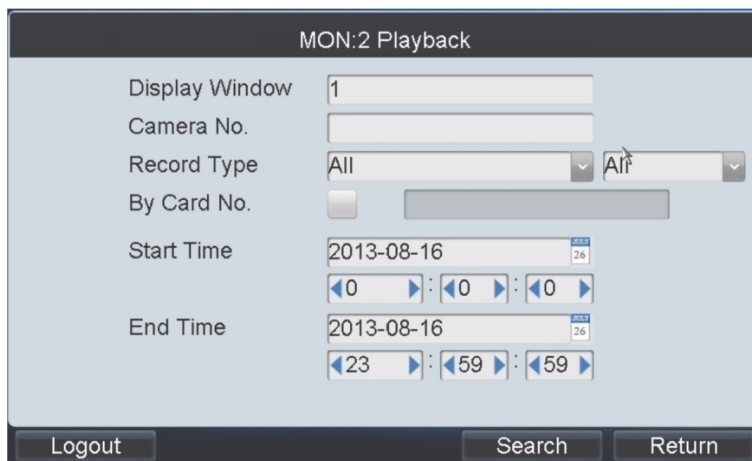 MON:2 Playback
Display Window 1
Camera No.
Record Type All All
By Card No.
Start Time 2013-08-16
0 : 0 : 0
End Time 2013-08-16
23 : 59 : 59
Logout Search Return